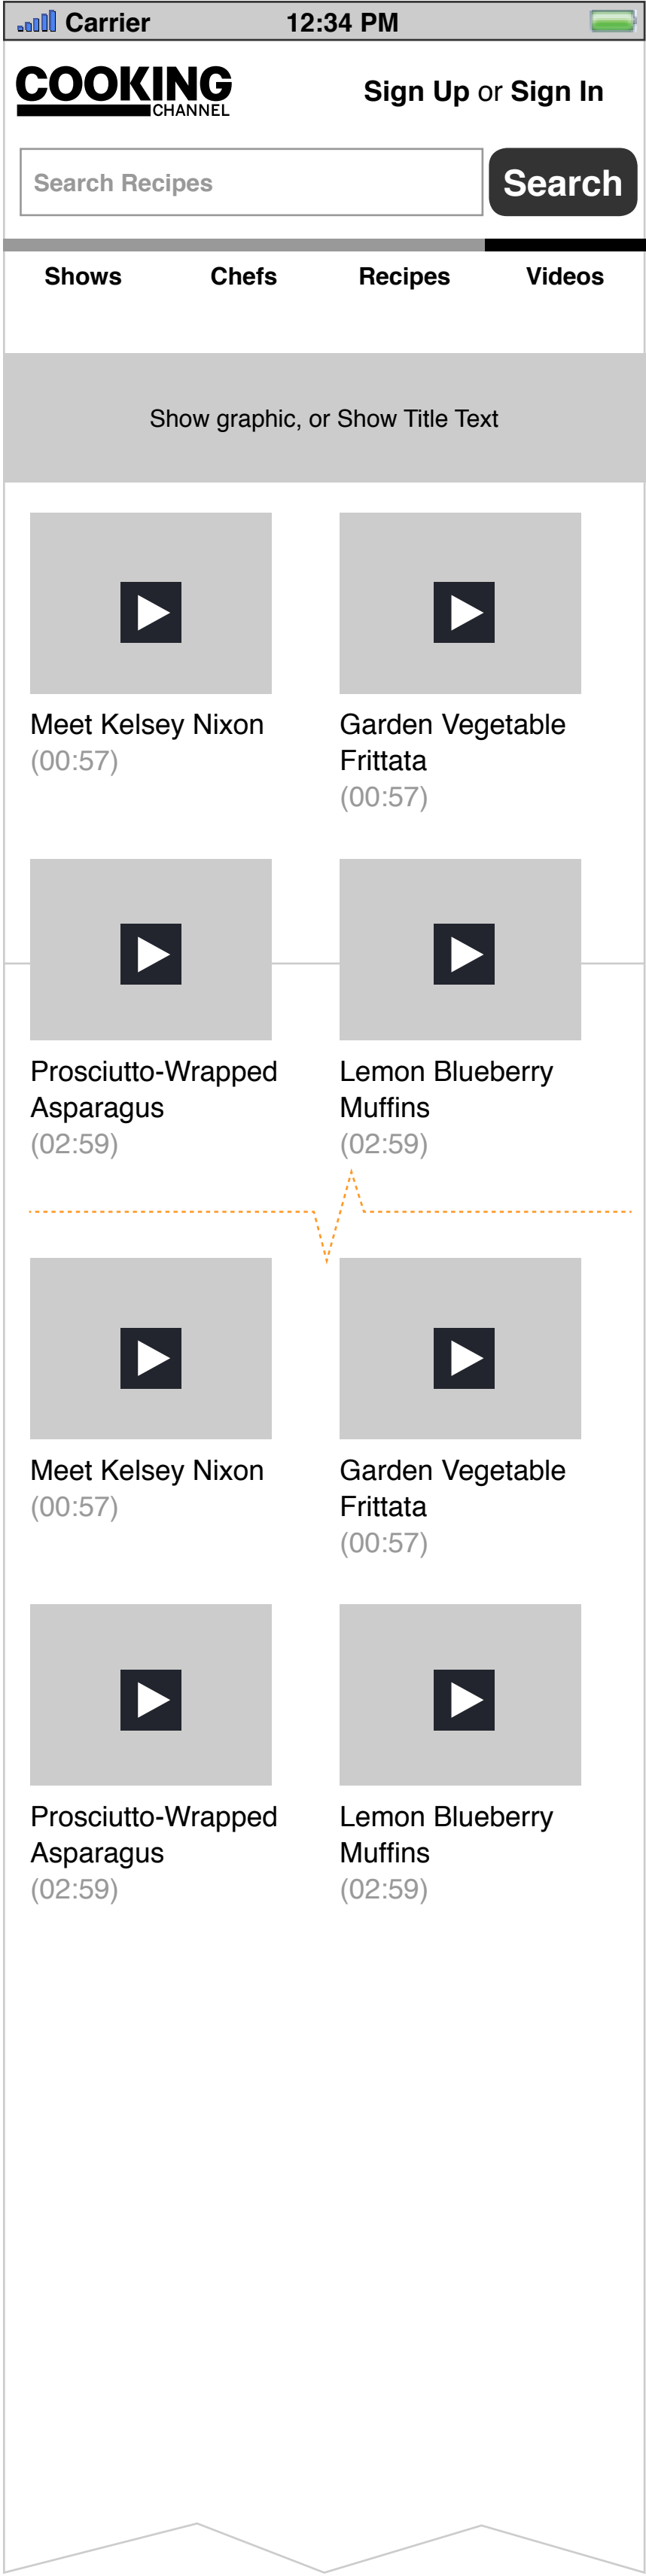 Carrier 12:34 PM
COOKING
CHANNEL
Sign Up or Sign In
Search Recipes
Search
Shows Chefs Recipes Videos
Show graphic, or Show Title Text
Meet Kelsey Nixon
(00:57)
Garden Vegetable
Frittata
(00:57)
Prosciutto-Wrapped
Asparagus
(02:59)
Lemon Blueberry
Muffins
(02:59)
Meet Kelsey Nixon
(00:57)
Garden Vegetable
Frittata
(00:57)
Prosciutto-Wrapped
Asparagus
(02:59)
Lemon Blueberry
Muffins
(02:59)